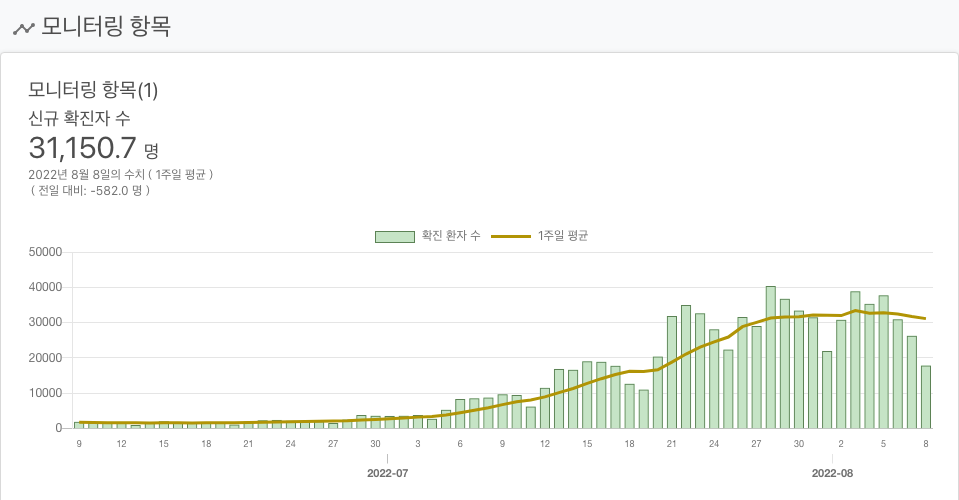 모니터링 항목
모니터링 항목(1)
신규 확진자 수
31,150.7 명
2022년 8월 8일의 수치 ( 1주일 평균 )
( 전일 대비: -582.0 명 )
확진 환자 수 1주일 평균
50000
40000
30000
20000
10000
0
9 12 15 18 21 24 27 30 3 6 9 12 15 18 21 24 27 30 2 5 8
2022-07 2022-08